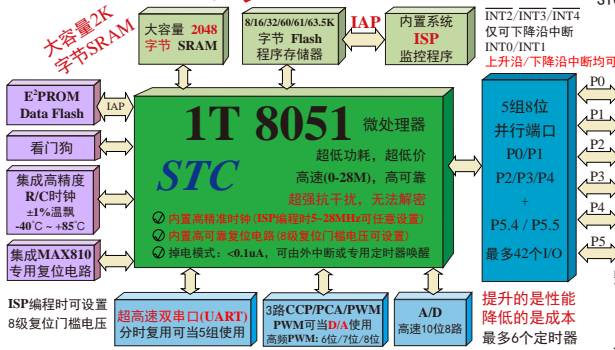 大容量2K
字节SRAM
大容量 2048
字节 SRAM
8/16/32/60/61/63.5K
字节 Flash
程序存储器
IAP
内置系统
ISP
监控程序
INT2/INT3/INT4
仅可下降沿中断
INT0/INT1
上升沿/下降沿中断均可
E²PROM
Data Flash
IAP
看门狗
集成高精度
R/C时钟
±1%温飘
-40℃～+85℃
集成MAX810
专用复位电路
ISP编程时可设置
8级复位门槛电压
1T 8051 微处理器
STC
超低功耗，超低价
高速(0-28M)，高可靠
超强抗干扰，无法解密
内置高精准时钟(ISP编程时5~28MHz可任意设置)
内置高可靠复位电路(8级复位门槛电压可设置)
掉电模式：<0.1uA，可由外中断或专用定时器唤醒
5组8位
并行端口
P0/P1
P2/P3/P4
+
P5.4 / P5.5
最多42个I/O
P0
P1
P2
P3
P4
P5
超高速双串口(UART)
分时复用可当5组使用
3路CCP/PCA/PWM
PWM可当D/A使用
高频PWM: 6位/7位/8位
A/D
高速10位8路
提升的是性能
降低的是成本
最多6个定时器